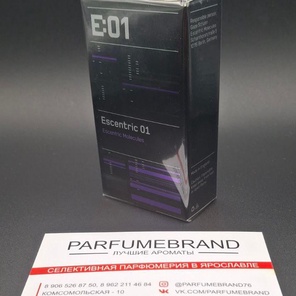 E:01
Escentric 01
Escentric Molecules
PARFUMEBRAND
ЛУЧШИЕ АРОМАТЫ
СЕЛЕКТИВНАЯ ПАРФЮМЕРИЯ В ЯРОСЛАВЛЕ
8 906 526 87 50, 8 962 211 46 94
КОМСОМОЛЬСКАЯ - 10
@PARFUMEBRAND76
VK.COM/PARFUMEBRAND